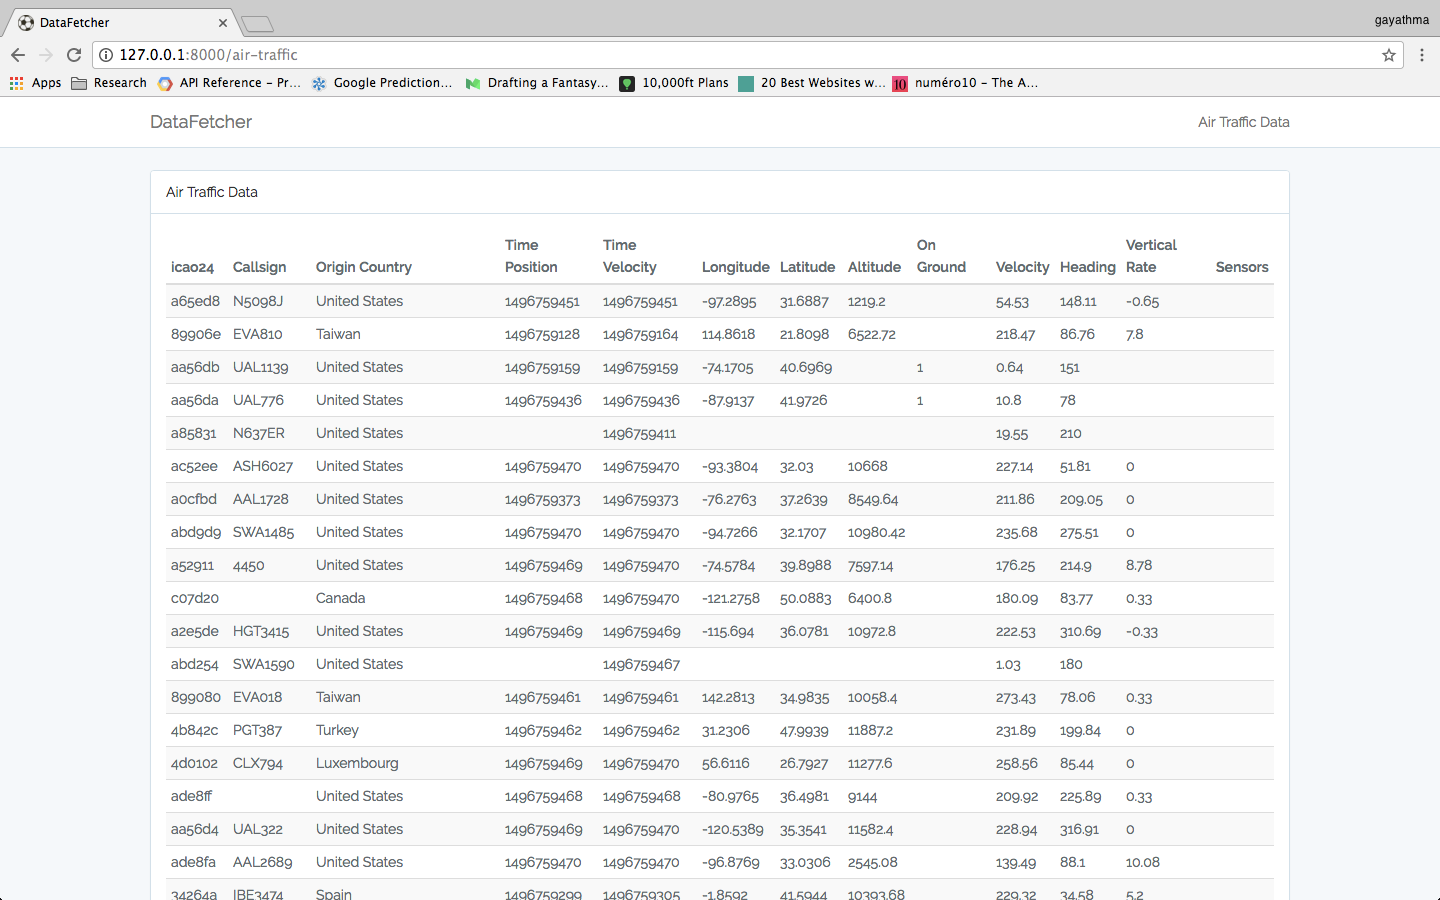 DataFetcher
gayathma
127.0.0.1:8000/air-traffic
Apps Research API Reference – Pr... Google Prediction... Drafting a Fantasy... 10,000ft Plans 20 Best Websites w... 10 numéro10 – The A...
DataFetcher Air Traffic Data
Air Traffic Data
icao24 Callsign Origin Country Time Position Time Velocity Longitude Latitude Altitude On Ground Velocity Heading Vertical Rate Sensors
a65ed8 N5098J United States 1496759451 1496759451 -97.2895 31.6887 1219.2 54.53 148.11 -0.65
89906e EVA810 Taiwan 1496759128 1496759164 114.8618 21.8098 6522.72 218.47 86.76 7.8
aa56db UAL1139 United States 1496759159 1496759159 -74.1705 40.6969 1 0.64 151
aa56da UAL776 United States 1496759436 1496759436 -87.9137 41.9726 1 10.8 78
a85831 N637ER United States 1496759411 19.55 210
ac52ee ASH6027 United States 1496759470 1496759470 -93.3804 32.03 10668 227.14 51.81 0
a0cfbd AAL1728 United States 1496759373 1496759373 -76.2763 37.2639 8549.64 211.86 209.05 0
abd9d9 SWA1485 United States 1496759470 1496759470 -94.7266 32.1707 10980.42 235.68 275.51 0
a52911 4450 United States 1496759469 1496759470 -74.5784 39.8988 7597.14 176.25 214.9 8.78
c07d20 Canada 1496759468 1496759470 -121.2758 50.0883 6400.8 180.09 83.77 0.33
a2e5de HGT3415 United States 1496759469 1496759469 -115.694 36.0781 10972.8 222.53 310.69 -0.33
abd254 SWA1590 United States 1496759467 1.03 180
899080 EVA018 Taiwan 1496759461 1496759461 142.2813 34.9835 10058.4 273.43 78.06 0.33
4b842c PGT387 Turkey 1496759462 1496759462 31.2306 47.9939 11887.2 231.89 199.84 0
4d0102 CLX794 Luxembourg 1496759469 1496759470 56.6116 26.7927 11277.6 258.56 85.44 0
ade8ff United States 1496759468 1496759468 -80.9765 36.4981 9144 209.92 225.89 0.33
aa56d4 UAL322 United States 1496759469 1496759470 -120.5389 35.3541 11582.4 228.94 316.91 0
ade8fa AAL2689 United States 1496759470 1496759470 -96.8769 33.0306 2545.08 139.49 88.1 10.08
34264a IBE3474 Spain 1496759299 1496759305 -1.8592 41.5944 10393.68 229.32 34.58 5.2